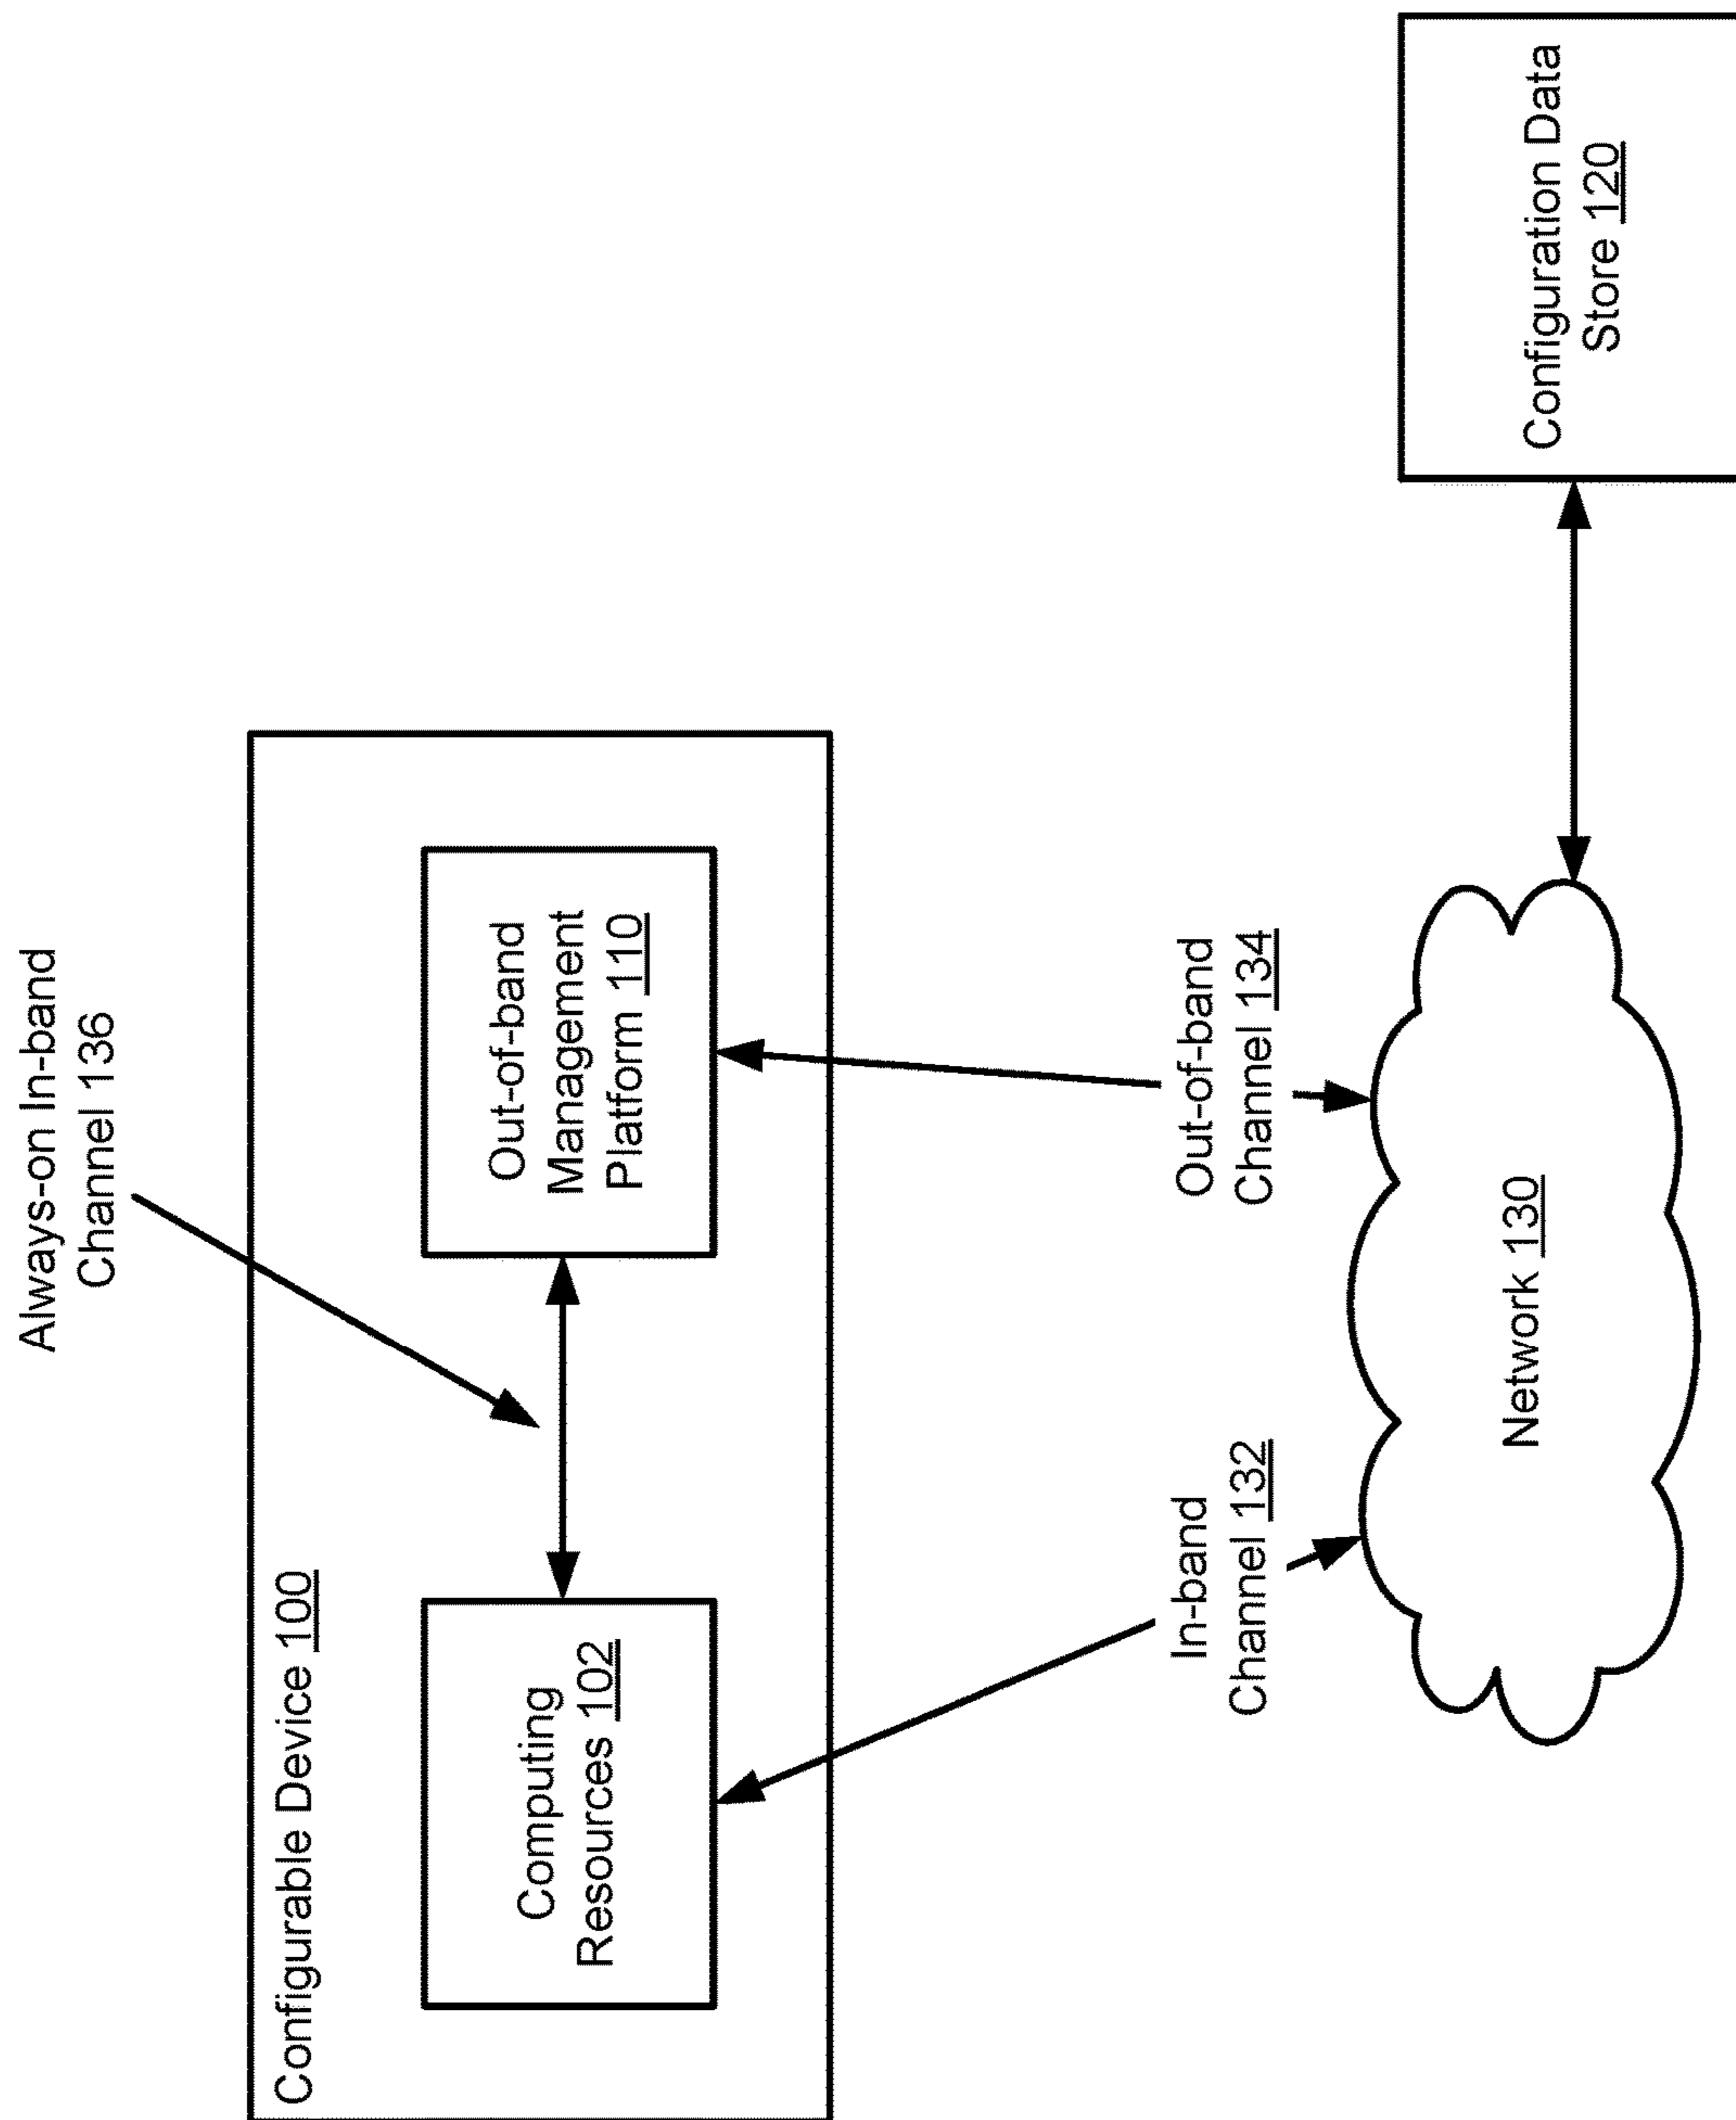 Always-on In-band
Channel 136
Configurable Device 100
Computing
Resources 102
Out-of-band
Management
Platform 110
In-band
Channel 132
Out-of-band
Channel 134
Network 130
Configuration Data
Store 120